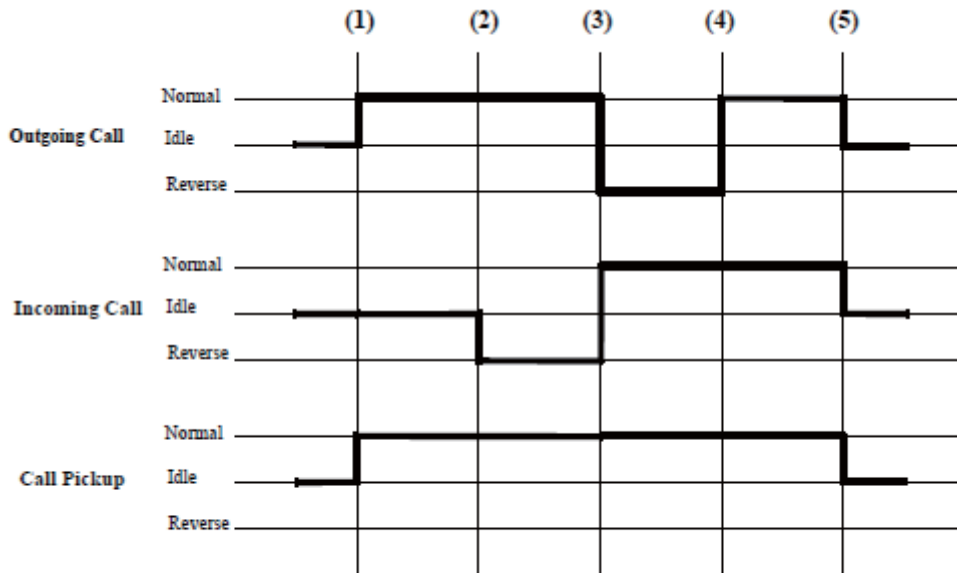 (1) (2) (3) (4) (5)
Normal
Outgoing Call Idle
Reverse
Normal
Incoming Call Idle
Reverse
Normal
Call Pickup Idle
Reverse